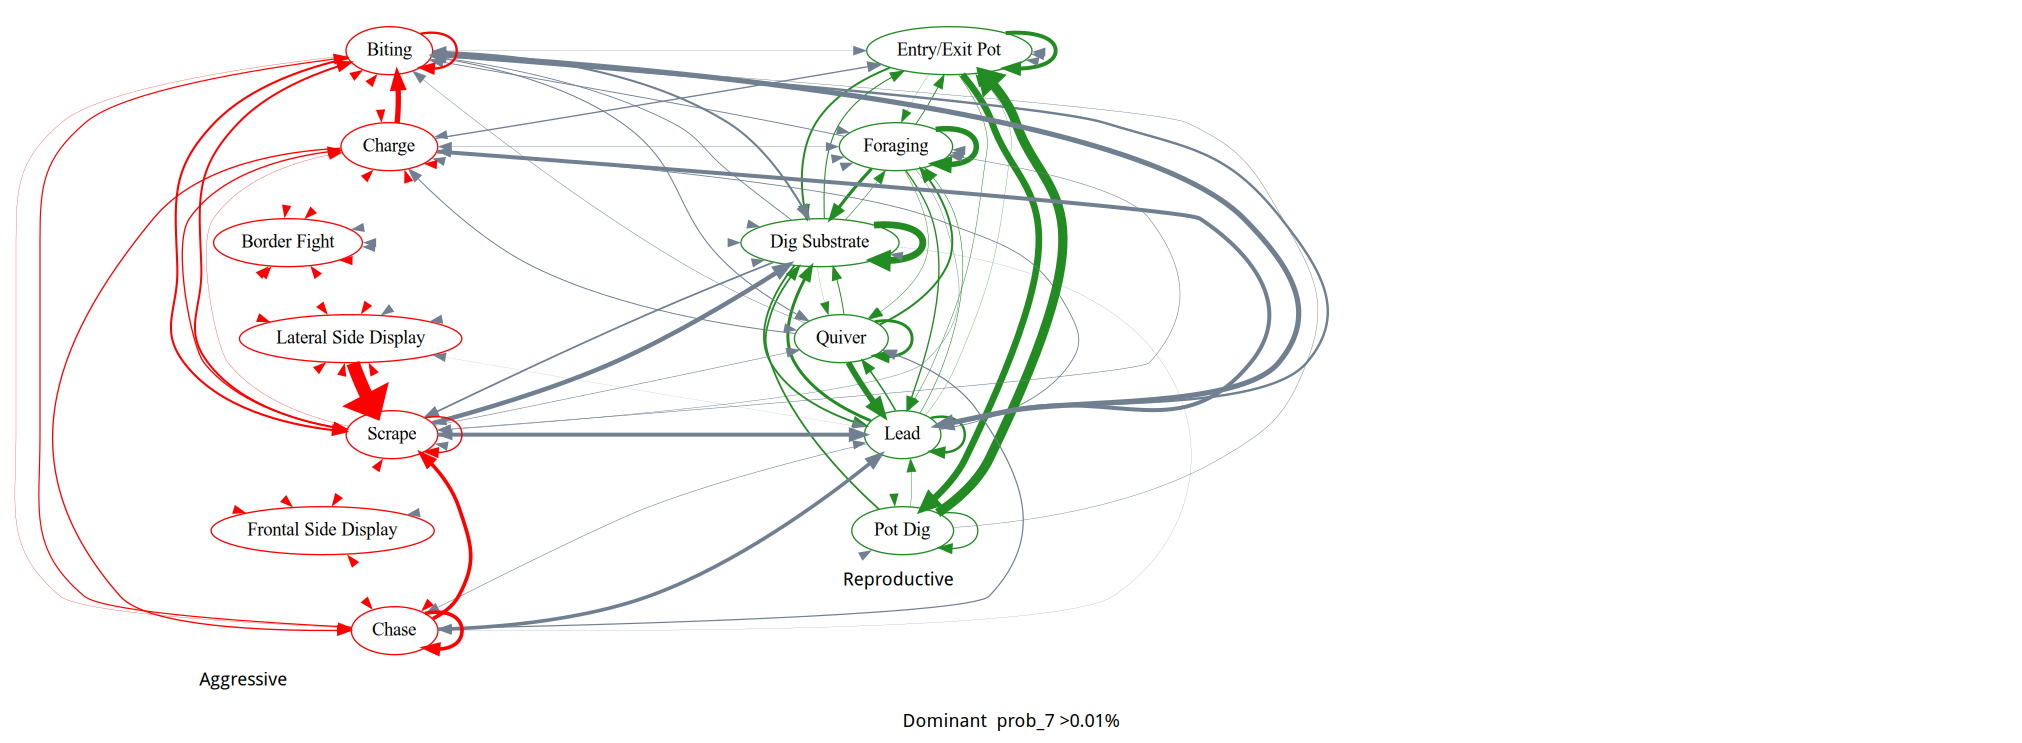 Biting
Entry/Exit Pot
Charge
Foraging
Border Fight
Dig Substrate
Lateral Side Display
Quiver
Scrape
Lead
Frontal Side Display
Pot Dig
Reproductive
Chase
Aggressive
Dominant  prob_7 >0.01%